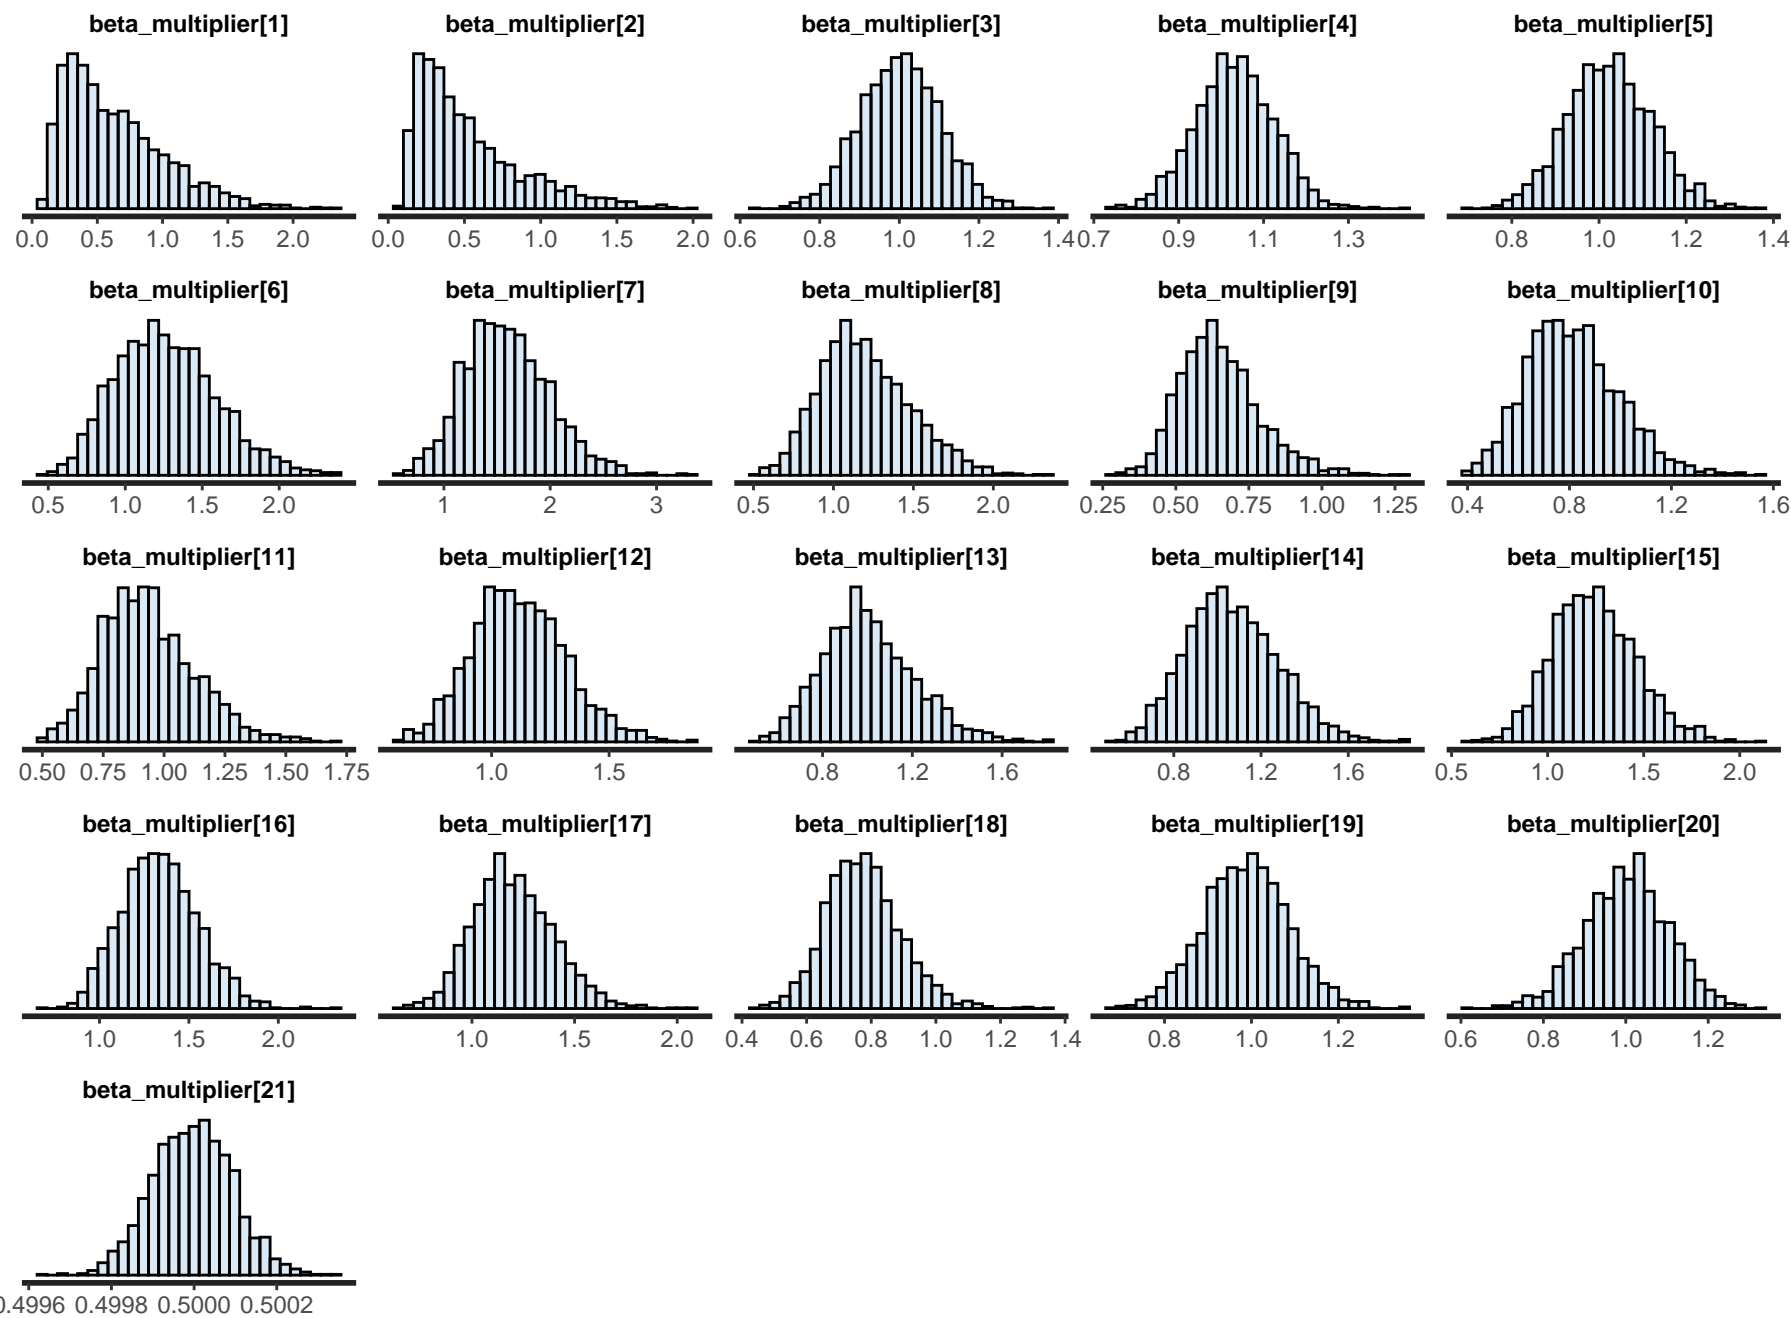 beta_multiplier[1] beta_multiplier[2] beta_multiplier[3] beta_multiplier[4] beta_multiplier[5]
0.0 0.5 1.0 1.5 2.0 0.0 0.5 1.0 1.5 2.0 0.6 0.8 1.0 1.2 1.4 0.7 0.9 1.1 1.3 0.8 1.0 1.2 1.4
beta_multiplier[6] beta_multiplier[7] beta_multiplier[8] beta_multiplier[9] beta_multiplier[10]
0.5 1.0 1.5 2.0 1 2 3 0.5 1.0 1.5 2.0 0.25 0.50 0.75 1.00 1.25 0.4 0.8 1.2 1.6
beta_multiplier[11] beta_multiplier[12] beta_multiplier[13] beta_multiplier[14] beta_multiplier[15]
0.50 0.75 1.00 1.25 1.50 1.75 1.0 1.5 0.8 1.2 1.6 0.8 1.2 1.6 0.5 1.0 1.5 2.0
beta_multiplier[16] beta_multiplier[17] beta_multiplier[18] beta_multiplier[19] beta_multiplier[20]
1.0 1.5 2.0 1.0 1.5 2.0 0.4 0.6 0.8 1.0 1.2 1.4 0.8 1.0 1.2 0.6 0.8 1.0 1.2
beta_multiplier[21]
0.4996 0.4998 0.5000 0.5002